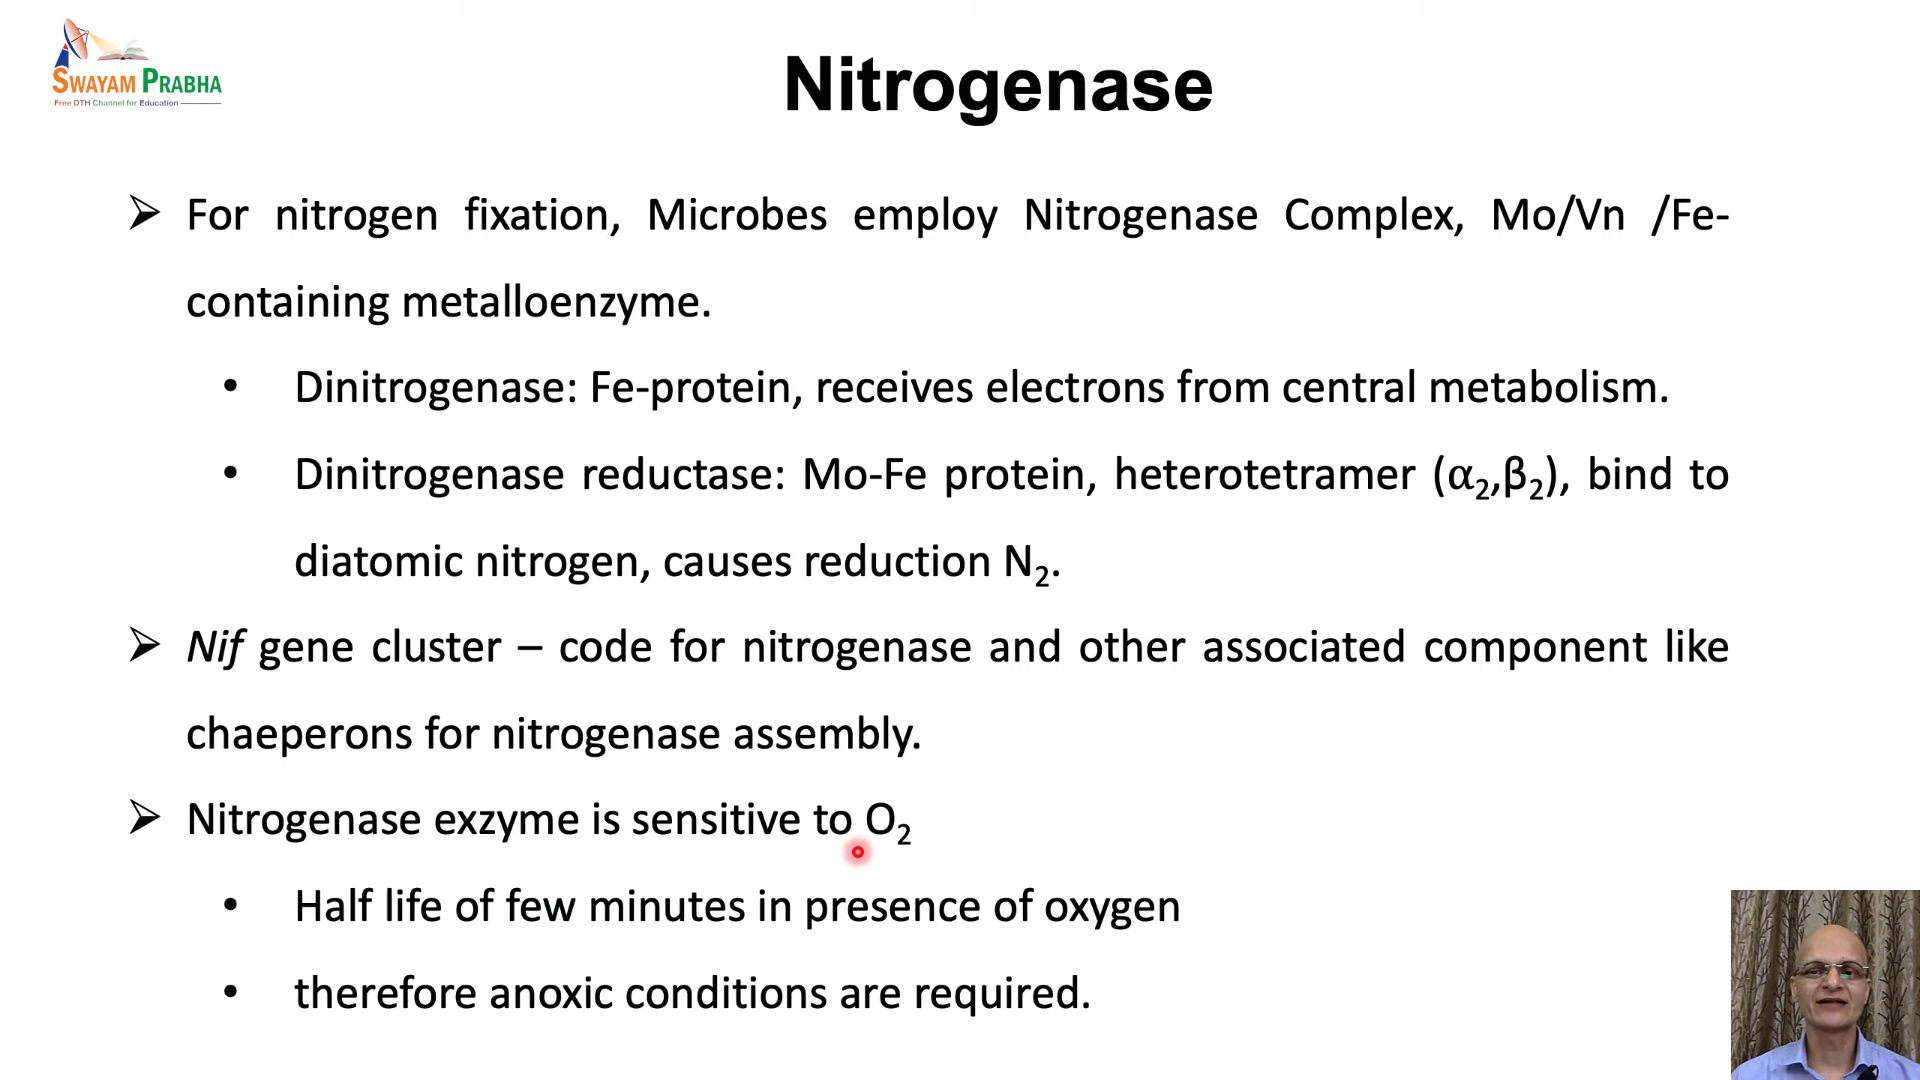 SWAYAM PRABHA
Free DTH Channel for Education
Nitrogenase
➢ For nitrogen fixation, Microbes employ Nitrogenase Complex, Mo/Vn /Fe-
containing metalloenzyme.
• Dinitrogenase: Fe-protein, receives electrons from central metabolism.
• Dinitrogenase reductase: Mo-Fe protein, heterotetramer (α₂,β₂), bind to
diatomic nitrogen, causes reduction N₂.
➢ Nif gene cluster – code for nitrogenase and other associated component like
chaeperons for nitrogenase assembly.
➢ Nitrogenase exzyme is sensitive to O₂
• Half life of few minutes in presence of oxygen
• therefore anoxic conditions are required.